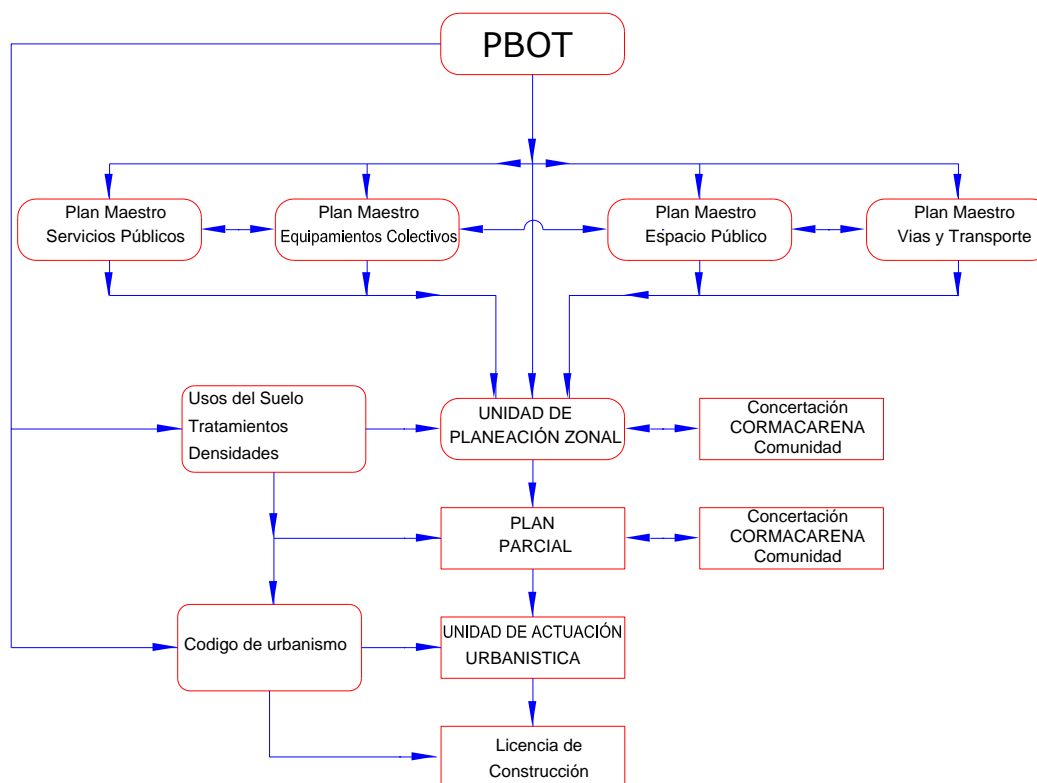 PBOT
Plan Maestro
Servicios Públicos
Plan Maestro
Equipamientos Colectivos
Plan Maestro
Espacio Público
Plan Maestro
Vias y Transporte
Usos del Suelo
Tratamientos
Densidades
UNIDAD DE
PLANEACIÓN ZONAL
Concertación
CORMACARENA
Comunidad
PLAN
PARCIAL
Concertación
CORMACARENA
Comunidad
Codigo de urbanismo
UNIDAD DE ACTUACIÓN
URBANISTICA
Licencia de
Construcción